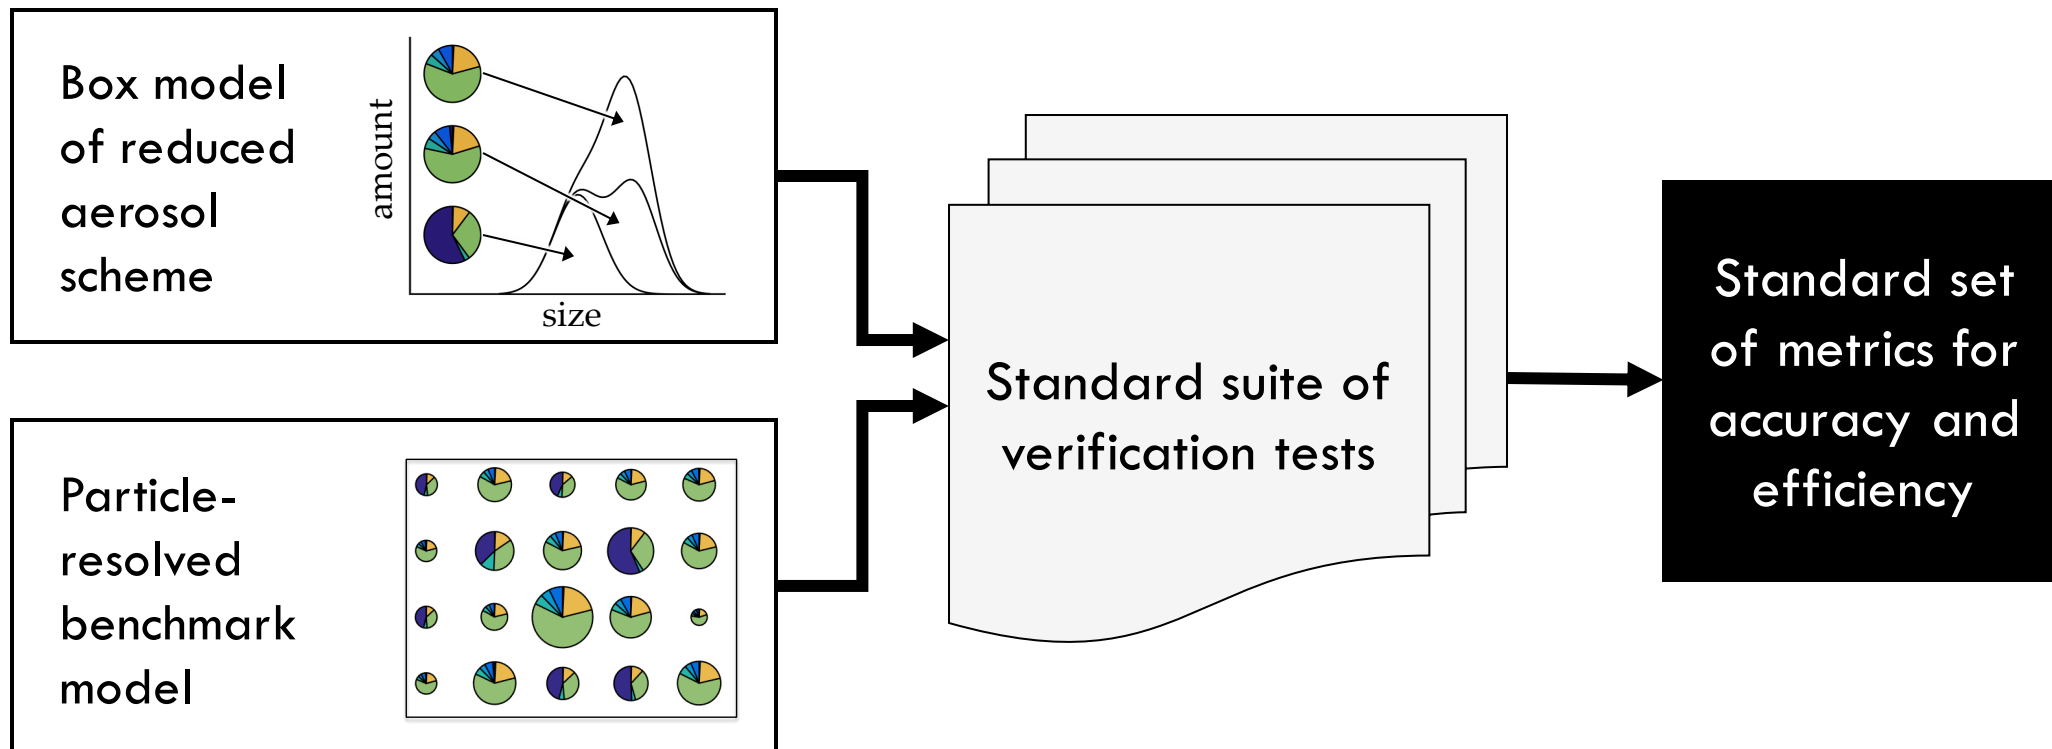 Box model
of reduced
aerosol
scheme
amount
size
Particle-
resolved
benchmark
model
Standard suite of
verification tests
Standard set
of metrics for
accuracy and
efficiency